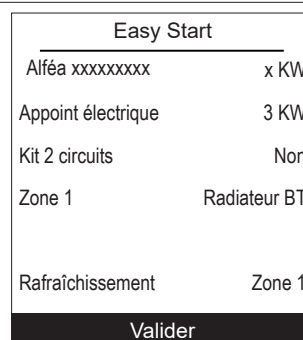 Easy Start
Alféa xxxxxxxxx x KW
Appoint électrique 3 KW
Kit 2 circuits Non
Zone 1 Radiateur BT
Rafraîchissement Zone 1
Valider